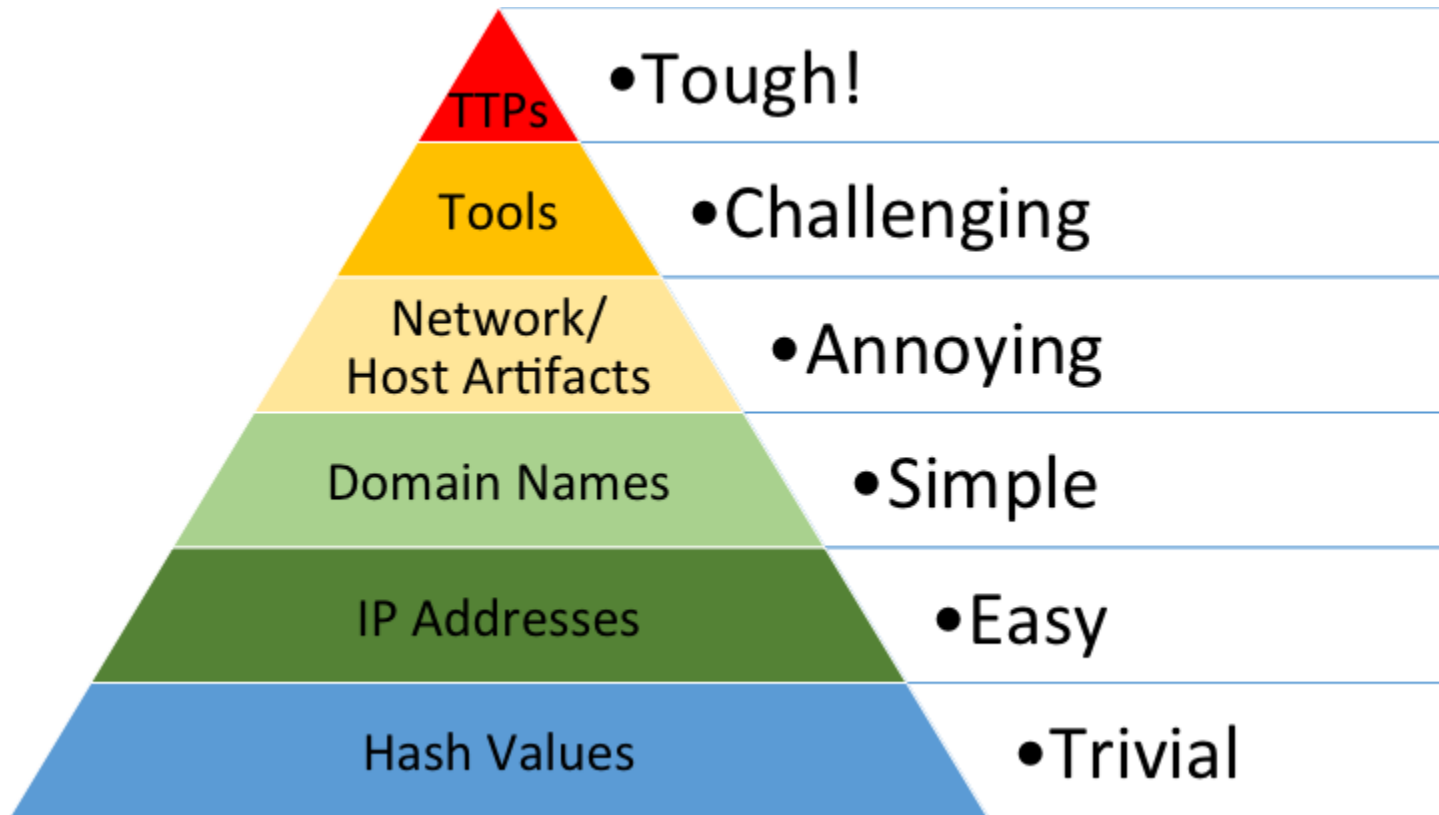 TTPs
•Tough!
Tools
•Challenging
Network/
Host Artifacts
•Annoying
Domain Names
•Simple
IP Addresses
•Easy
Hash Values
•Trivial